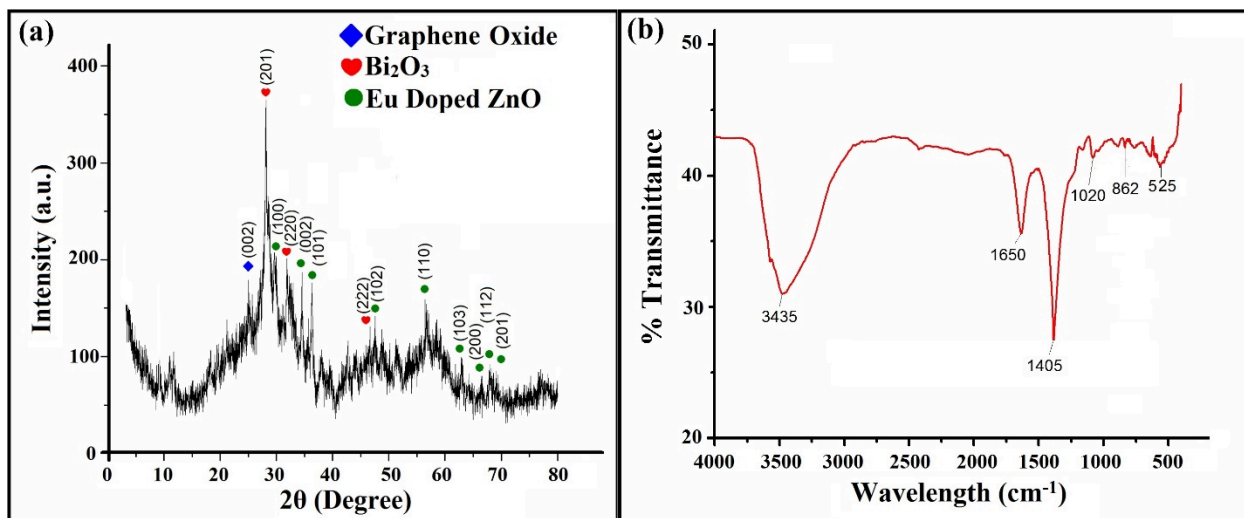 (a)
Graphene Oxide
Bi₂O₃
Eu Doped ZnO
400
300
200
100
0
Intensity (a.u.)
(002)
(201)
(100)
(220)
(002)
(101)
(222)
(102)
(110)
(103)
(200)
(112)
(201)
0 10 20 30 40 50 60 70 80
2θ (Degree)
(b)
50
40
30
20
% Transmittance
3435
1650
1405
1020
862
525
4000 3500 3000 2500 2000 1500 1000 500
Wavelength (cm⁻¹)